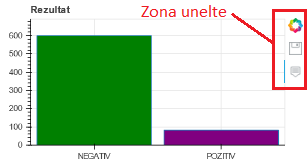 Rezultat
Zona unelte
600
500
400
300
200
100
0
NEGATIV
POZITIV